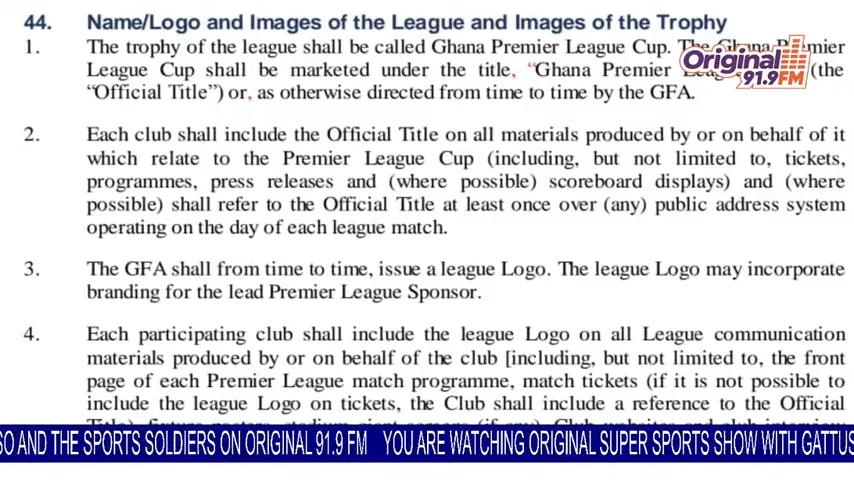 44. Name/Logo and Images of the League and Images of the Trophy
1. The trophy of the league shall be called Ghana Premier League Cup. The Ghana Premier
League Cup shall be marketed under the title, “Ghana Premier (the
“Official Title”) or, as otherwise directed from time to time by the GFA.
Original
91.9FM
2. Each club shall include the Official Title on all materials produced by or on behalf of it
which relate to the Premier League Cup (including, but not limited to, tickets,
programmes, press releases and (where possible) scoreboard displays) and (where
possible) shall refer to the Official Title at least once over (any) public address system
operating on the day of each league match.
3. The GFA shall from time to time, issue a league Logo. The league Logo may incorporate
branding for the lead Premier League Sponsor.
4. Each participating club shall include the league Logo on all League communication
materials produced by or on behalf of the club [including, but not limited to, the front
page of each Premier League match programme, match tickets (if it is not possible to
include the league Logo on tickets, the Club shall include a reference to the Official
SO AND THE SPORTS SOLDIERS ON ORIGINAL 91.9 FM YOU ARE WATCHING ORIGINAL SUPER SPORTS SHOW WITH GATTUS